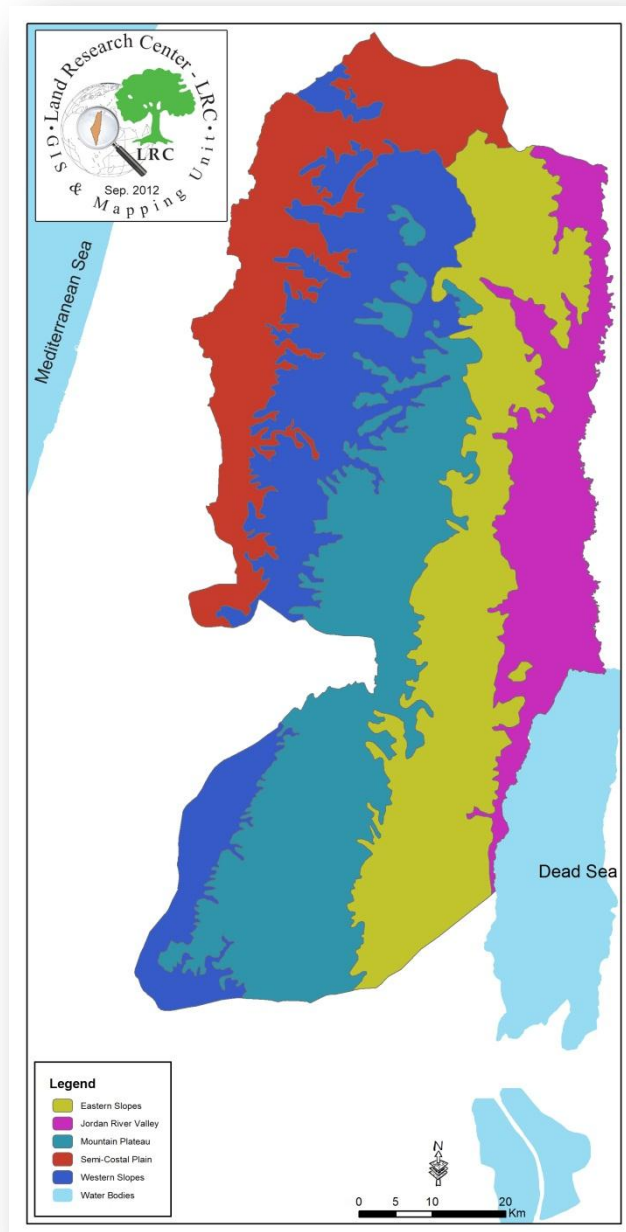 Land Research Center - LRC
GIS & Mapping Unit
LRC
Sep. 2012
Mediterranean Sea
Dead Sea
Legend
Eastern Slopes
Jordan River Valley
Mountain Plateau
Semi-Costal Plain
Western Slopes
Water Bodies
N
0 5 10 20
Km